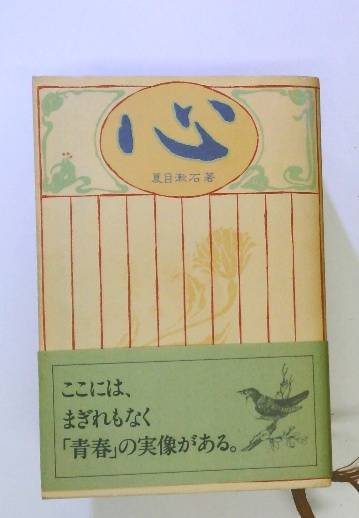 心
夏目漱石著
ここには、
まぎれもなく
「青春」の実像がある。